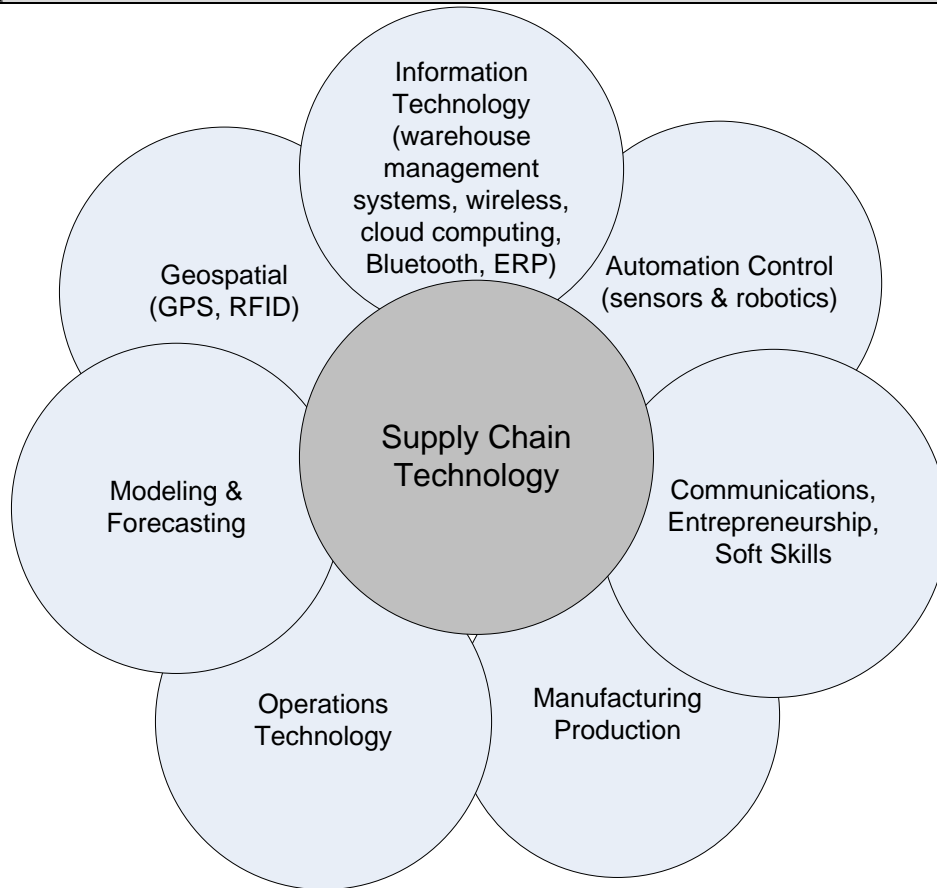 Information
Technology
(warehouse
management
systems, wireless,
cloud computing,
Bluetooth, ERP)
Geospatial
(GPS, RFID)
Automation Control
(sensors & robotics)
Supply Chain
Technology
Modeling &
Forecasting
Communications,
Entrepreneurship,
Soft Skills
Operations
Technology
Manufacturing
Production